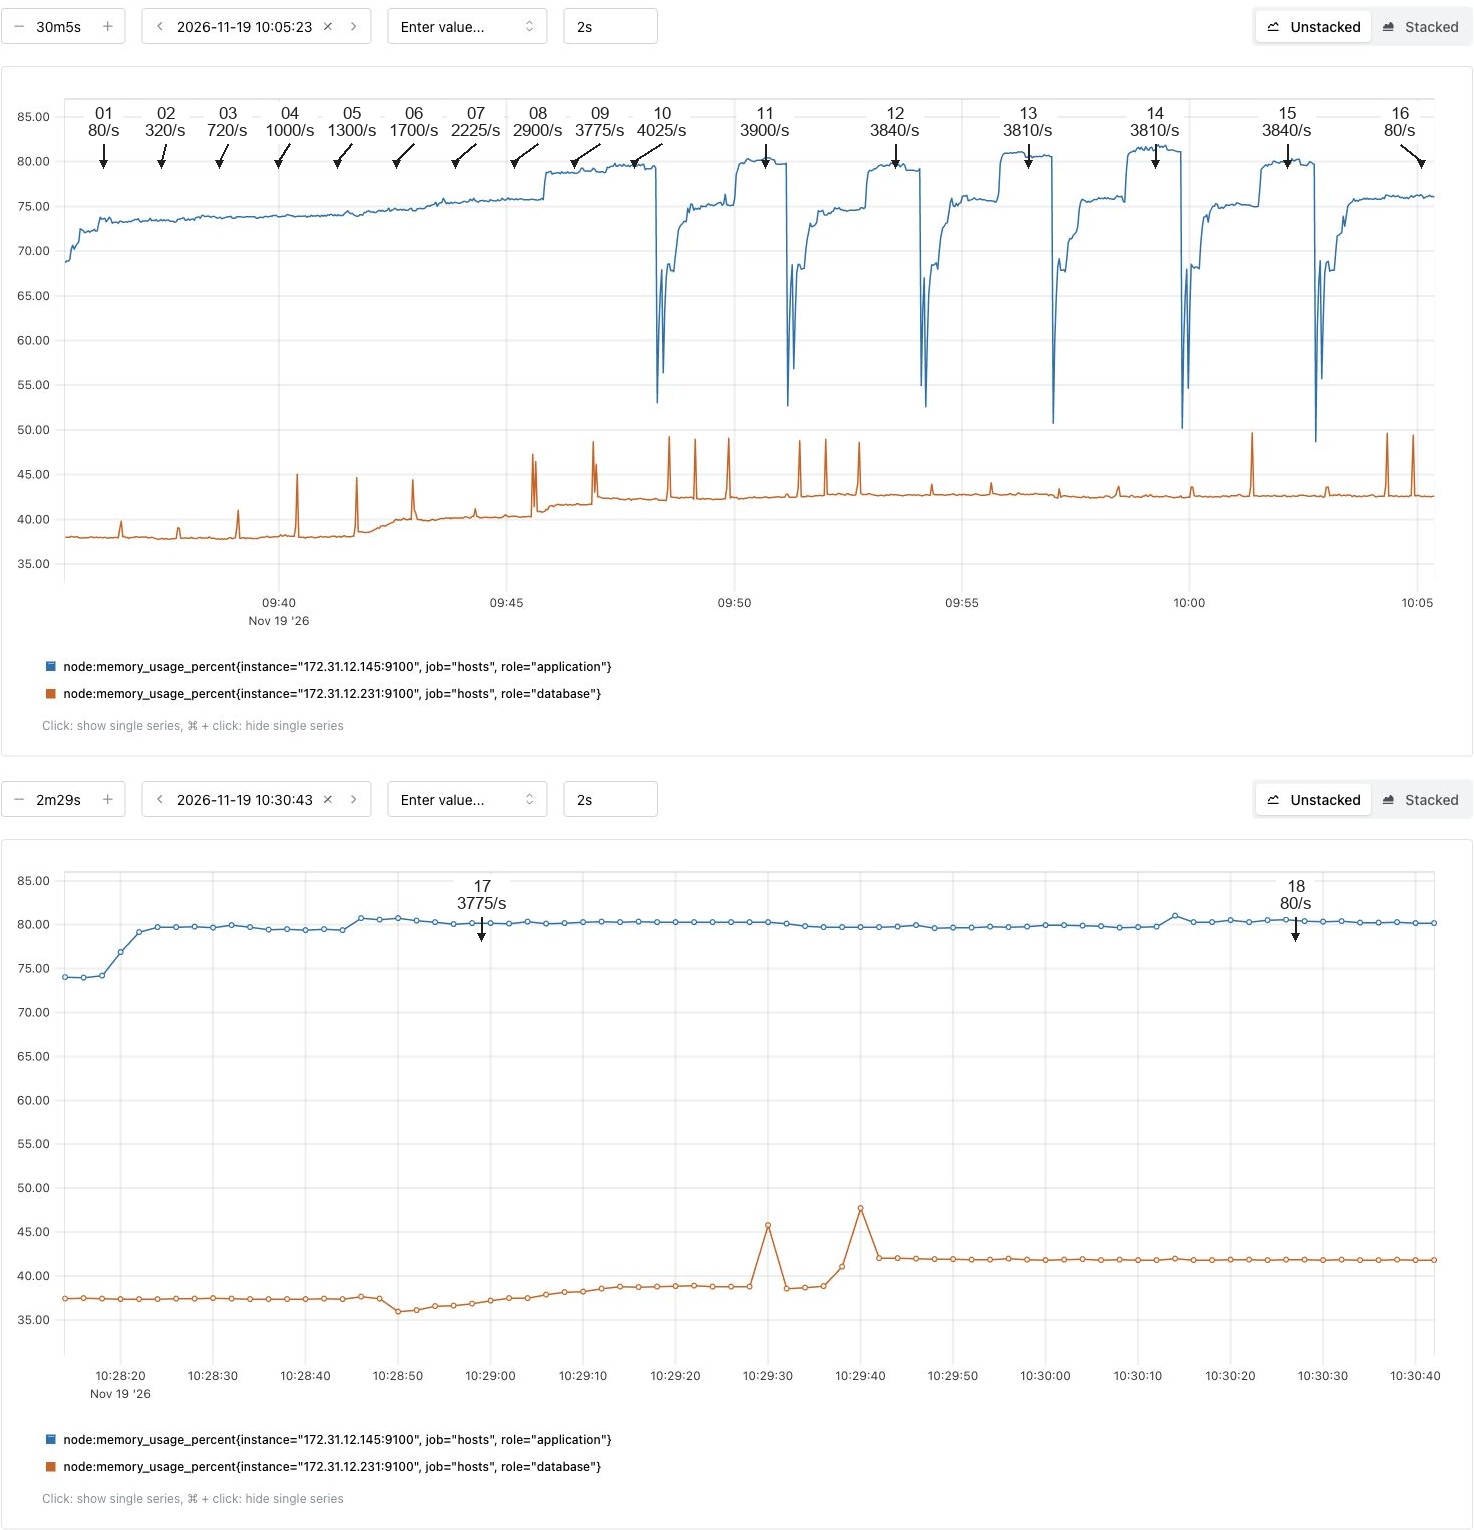 30m5s 2026-11-19 10:05:23 Enter value... 2s Unstacked Stacked
01 02 03 04 05 06 07 08 09 10 11 12 13 14 15 16
80/s 320/s 720/s 1000/s 1300/s 1700/s 2225/s 2900/s 3775/s 4025/s 3900/s 3840/s 3810/s 3810/s 3840/s 80/s
85.00
80.00
75.00
70.00
65.00
60.00
55.00
50.00
45.00
40.00
35.00
09:40 09:45 09:50 09:55 10:00 10:05
Nov 19 '26
node:memory_usage_percent{instance="172.31.12.145:9100", job="hosts", role="application"}
node:memory_usage_percent{instance="172.31.12.231:9100", job="hosts", role="database"}
Click: show single series, ⌘ + click: hide single series
2m29s 2026-11-19 10:30:43 Enter value... 2s Unstacked Stacked
17 18
3775/s 80/s
85.00
80.00
75.00
70.00
65.00
60.00
55.00
50.00
45.00
40.00
35.00
10:28:20 10:28:30 10:28:40 10:28:50 10:29:00 10:29:10 10:29:20 10:29:30 10:29:40 10:29:50 10:30:00 10:30:10 10:30:20 10:30:30 10:30:40
Nov 19 '26
node:memory_usage_percent{instance="172.31.12.145:9100", job="hosts", role="application"}
node:memory_usage_percent{instance="172.31.12.231:9100", job="hosts", role="database"}
Click: show single series, ⌘ + click: hide single series